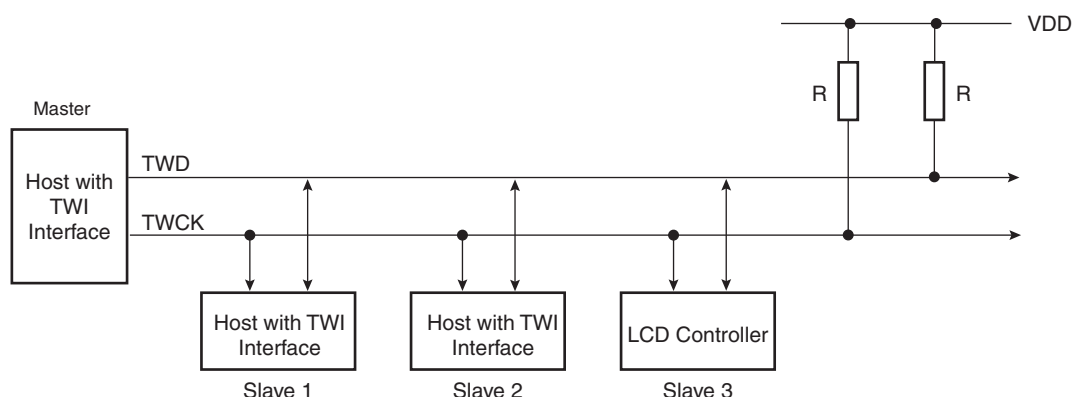 VDD
R
R
Master
Host with
TWI
Interface
TWD
TWCK
Host with TWI
Interface
Slave 1
Host with TWI
Interface
Slave 2
LCD Controller
Slave 3